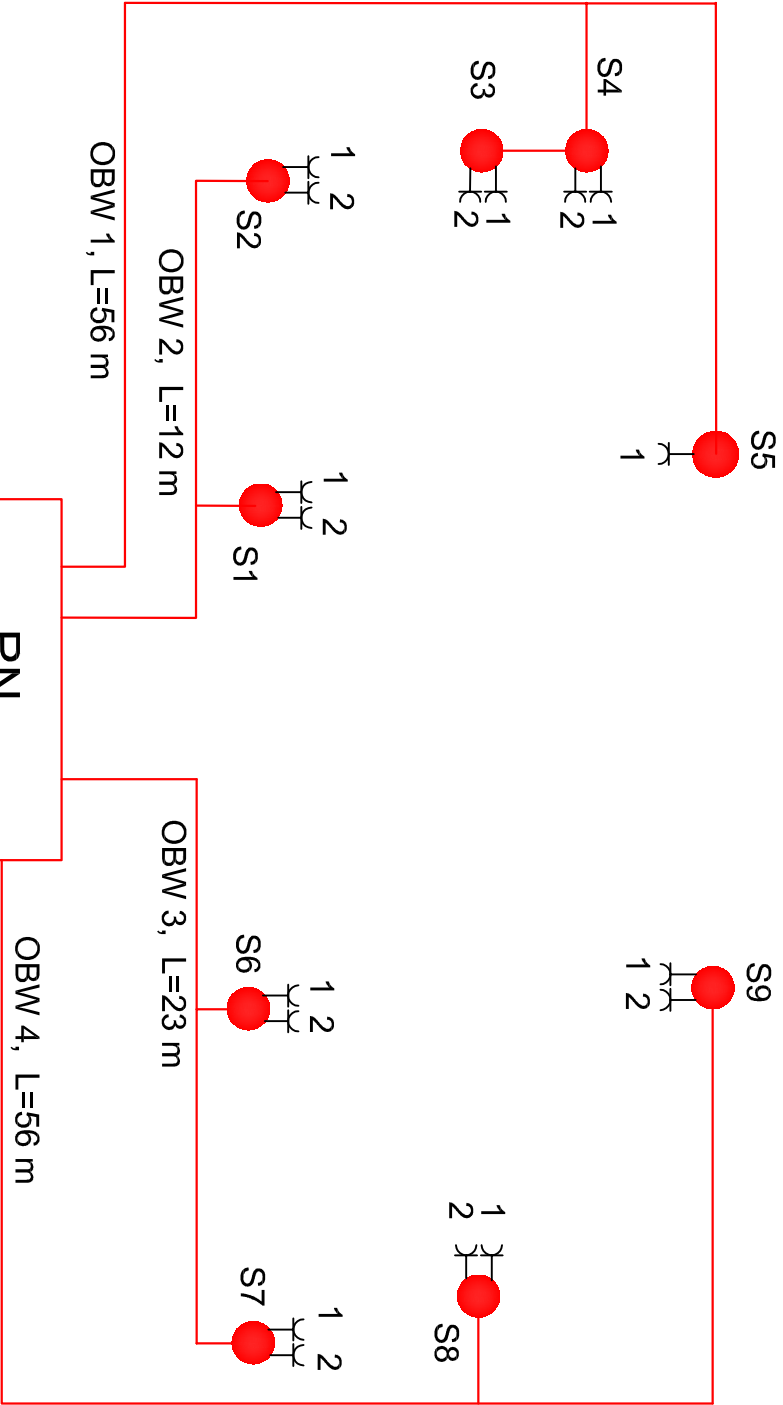 S5
S9
1
1 2
S4
1
2
S3
1
2
1
2
S8
1 2
S2
1 2
S1
1 2
S6
1 2
S7
OBW 2, L=12 m
OBW 3, L=23 m
OBW 1, L=56 m
OBW 4, L=56 m